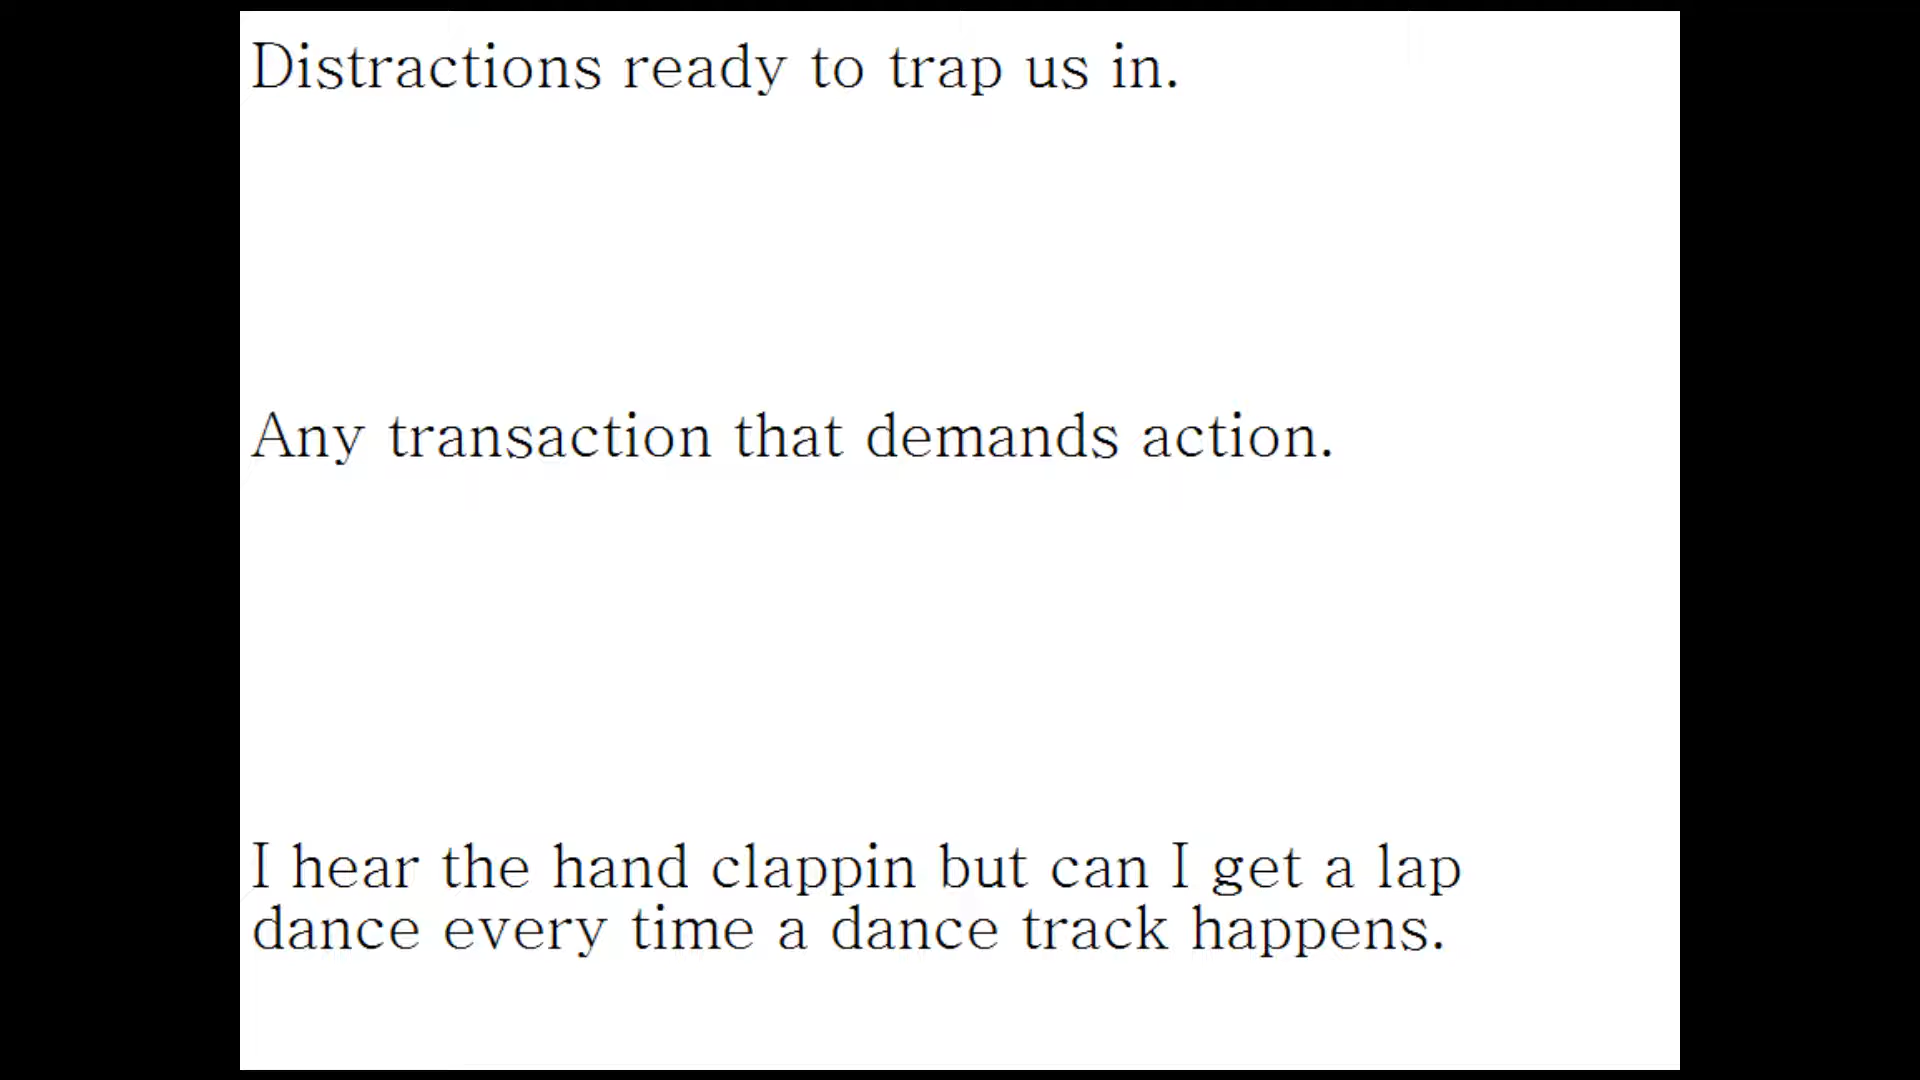 Distractions ready to trap us in.
Any transaction that demands action.
I hear the hand clappin but can I get a lap
dance every time a dance track happens.